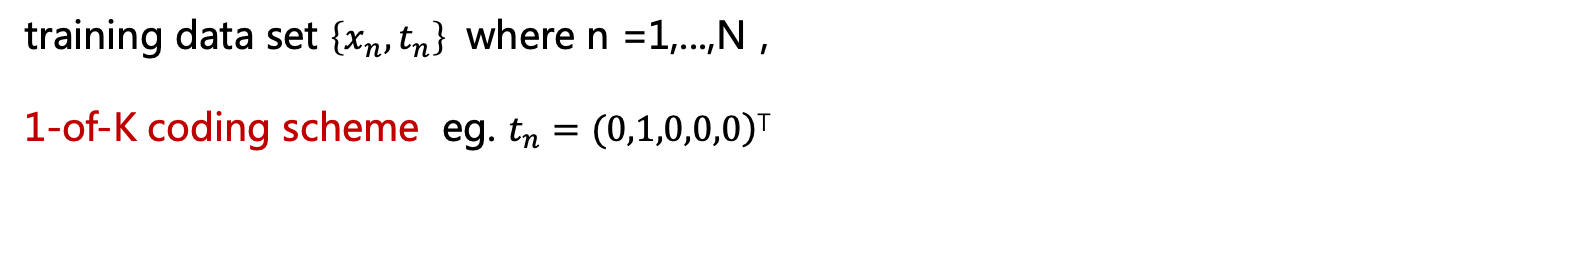 training data set {xₙ, tₙ} where n =1,...,N ,
1-of-K coding scheme eg. tₙ = (0,1,0,0,0)ᵀ